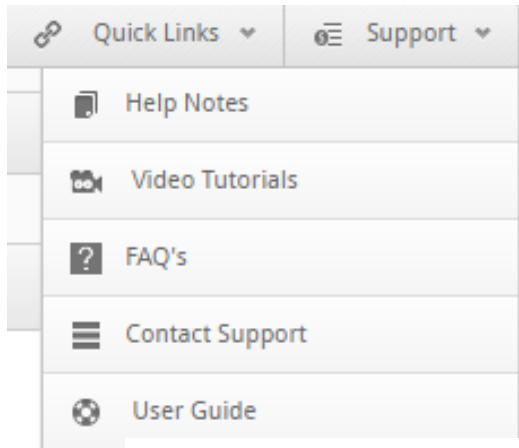 Quick Links
Support
Help Notes
Video Tutorials
FAQ's
Contact Support
User Guide